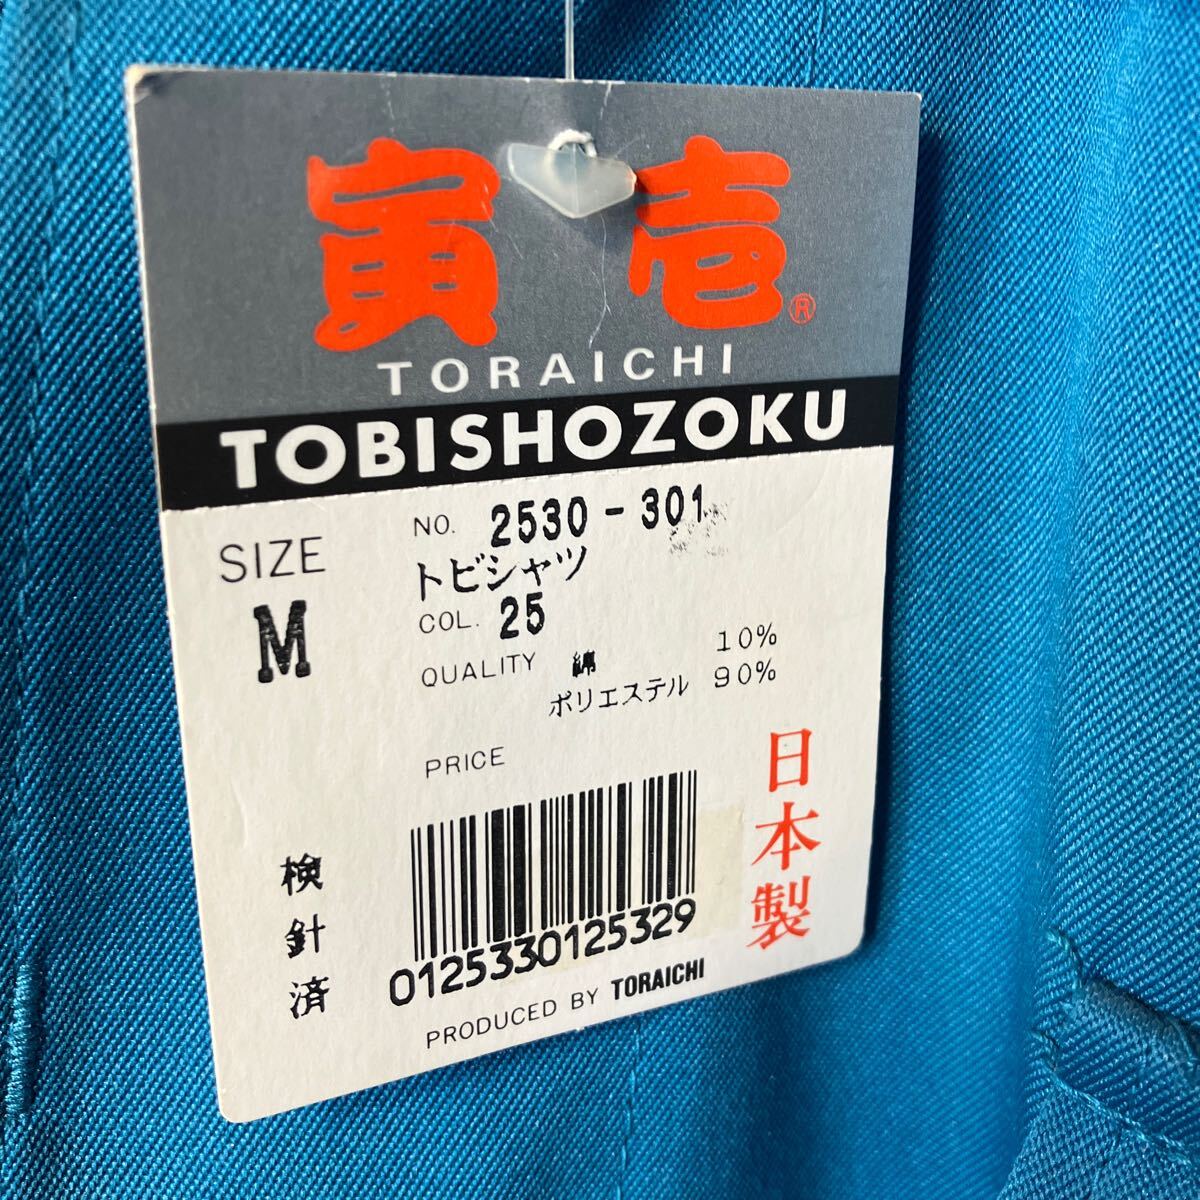 寅壱®
TORAICHI
TOBISHOZOKU
SIZE
M
NO. 2530-301
トビシャツ
COL. 25
QUALITY 綿 10%
ポリエステル 90%
PRICE
日本製
検針済
0125330125329
PRODUCED BY TORAICHI